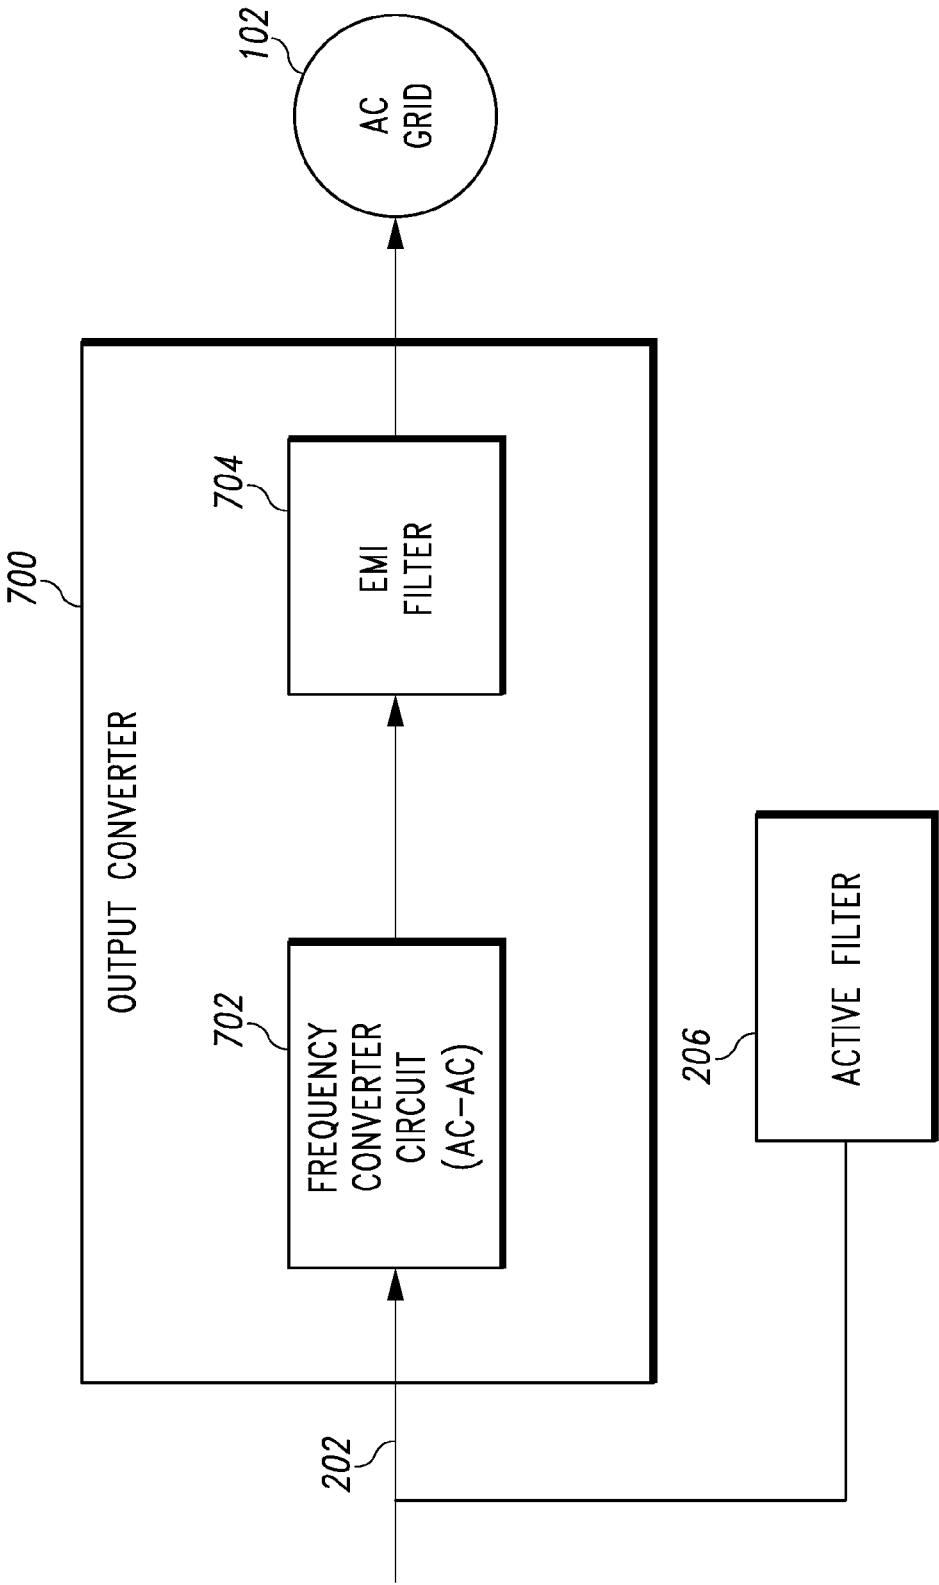 700
OUTPUT CONVERTER
202
702
FREQUENCY
CONVERTER
CIRCUIT
(AC-AC)
704
EMI
FILTER
102
AC
GRID
206
ACTIVE FILTER